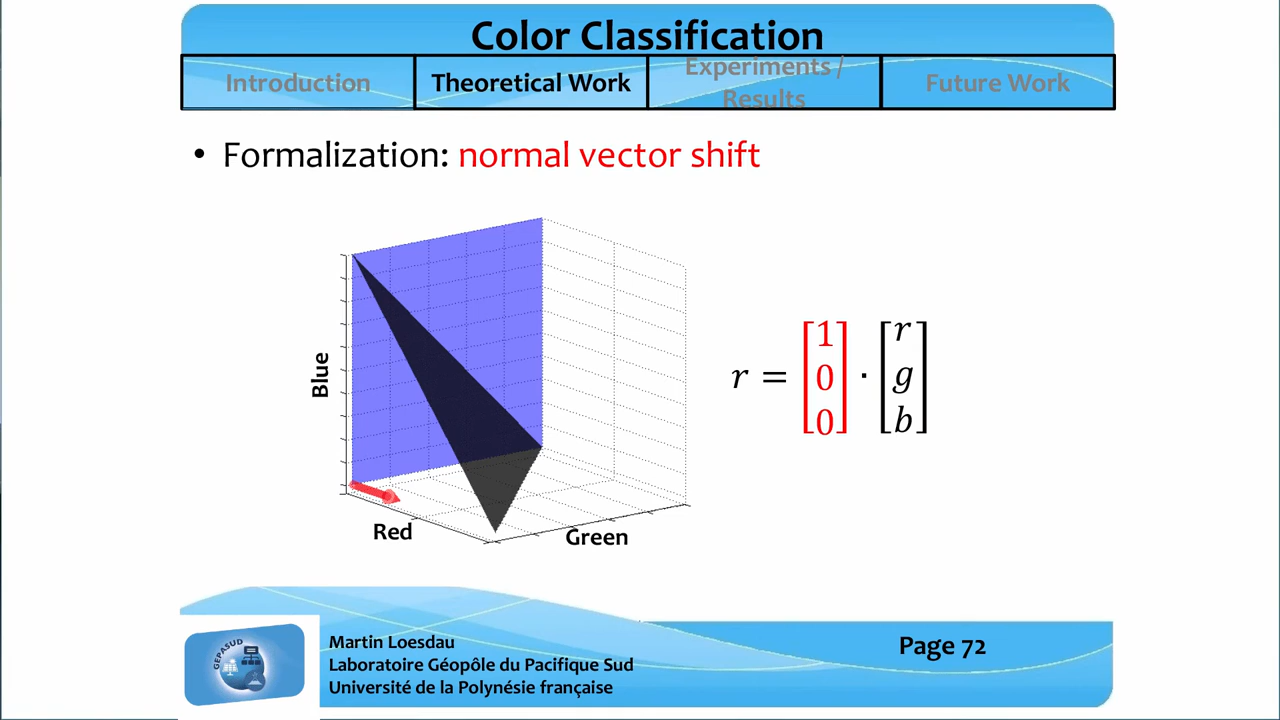 Color Classification
Introduction
Theoretical Work
Experiments /
Results
Future Work
• Formalization: normal vector shift
Blue
Red
Green
r = [1 0 0] · [r g b]
GEPASUD
Martin Loesdau
Laboratoire Géopôle du Pacifique Sud
Université de la Polynésie française
Page 72